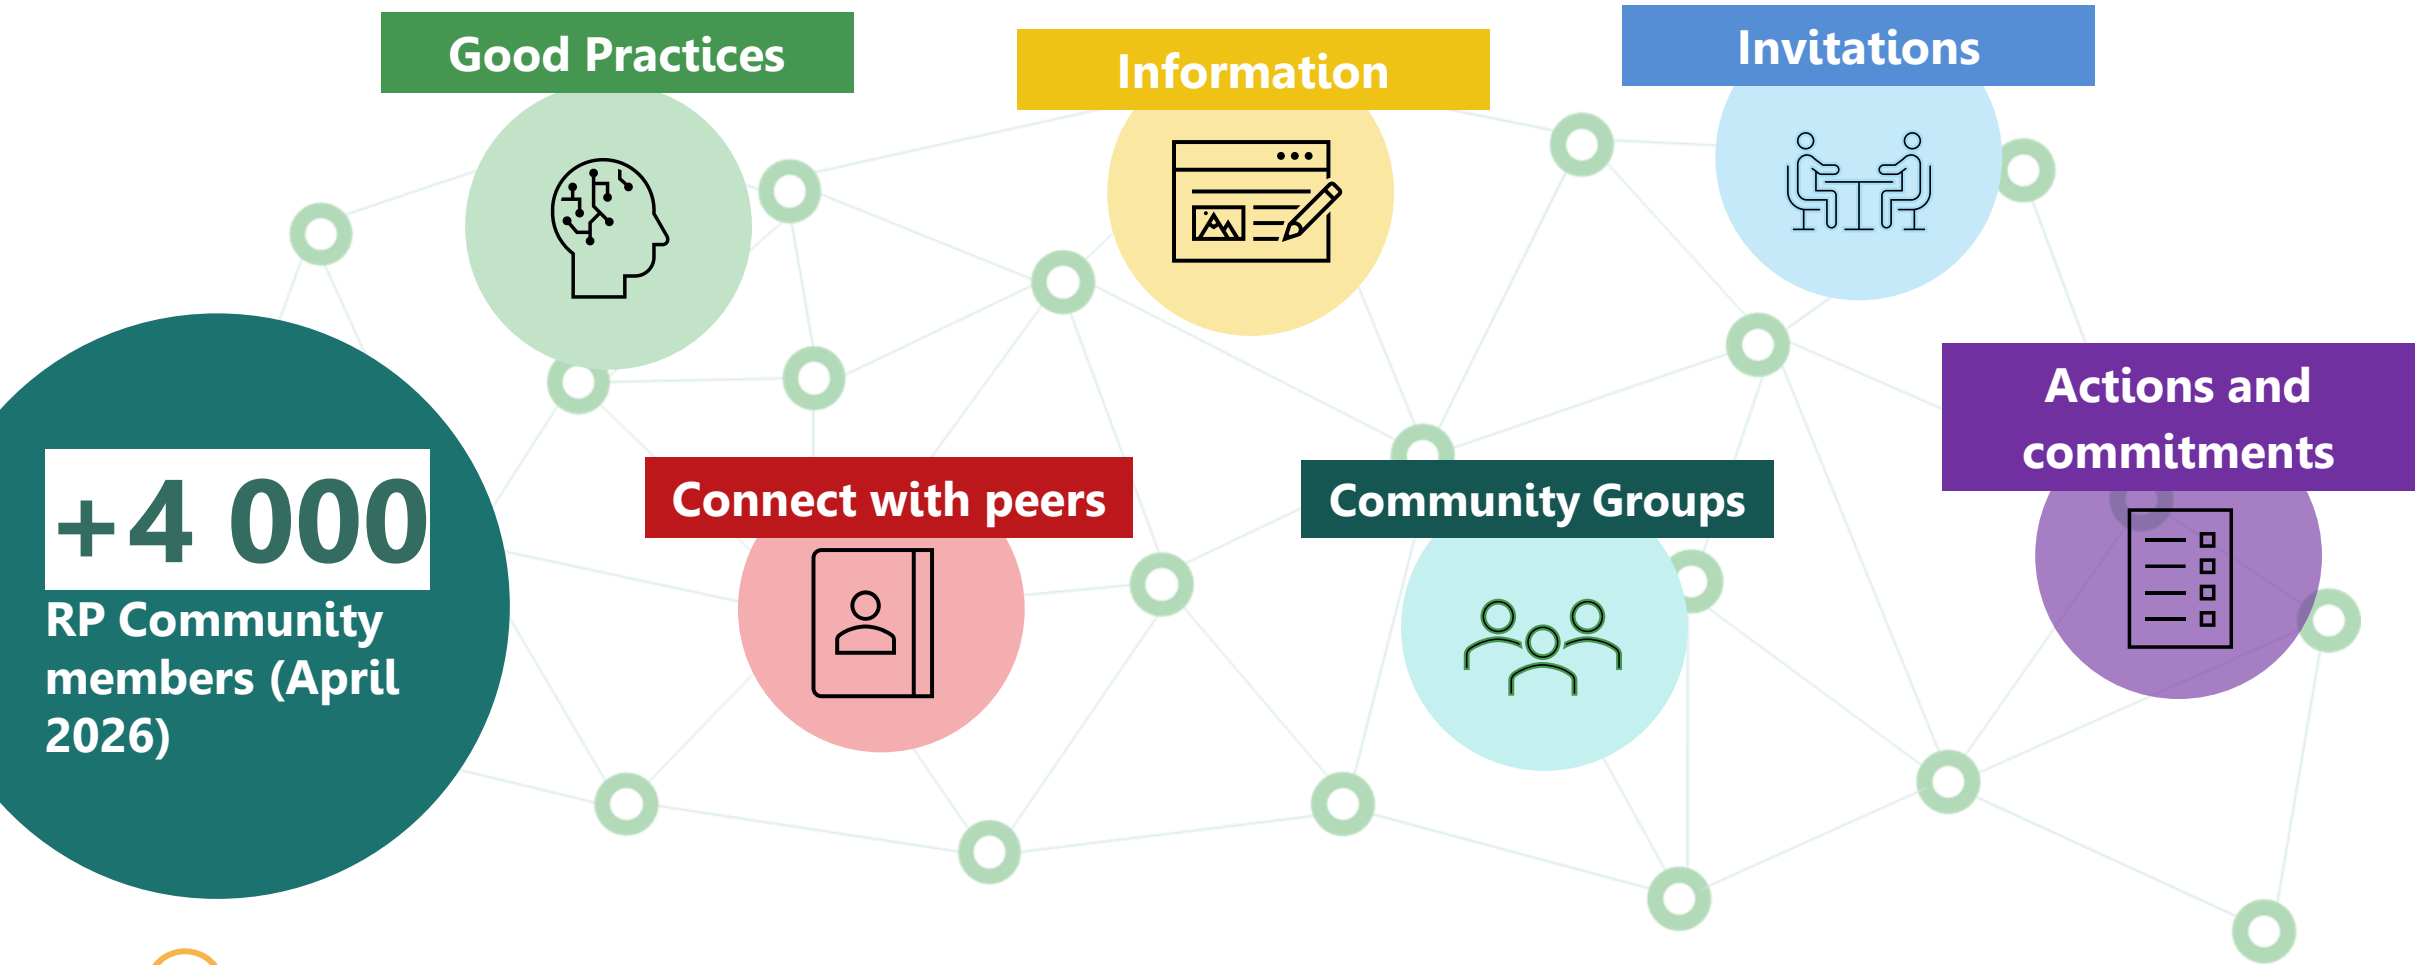 Good Practices
Information
Invitations
Actions and
commitments
Connect with peers
Community Groups
+4 000
RP Community
members (April
2026)